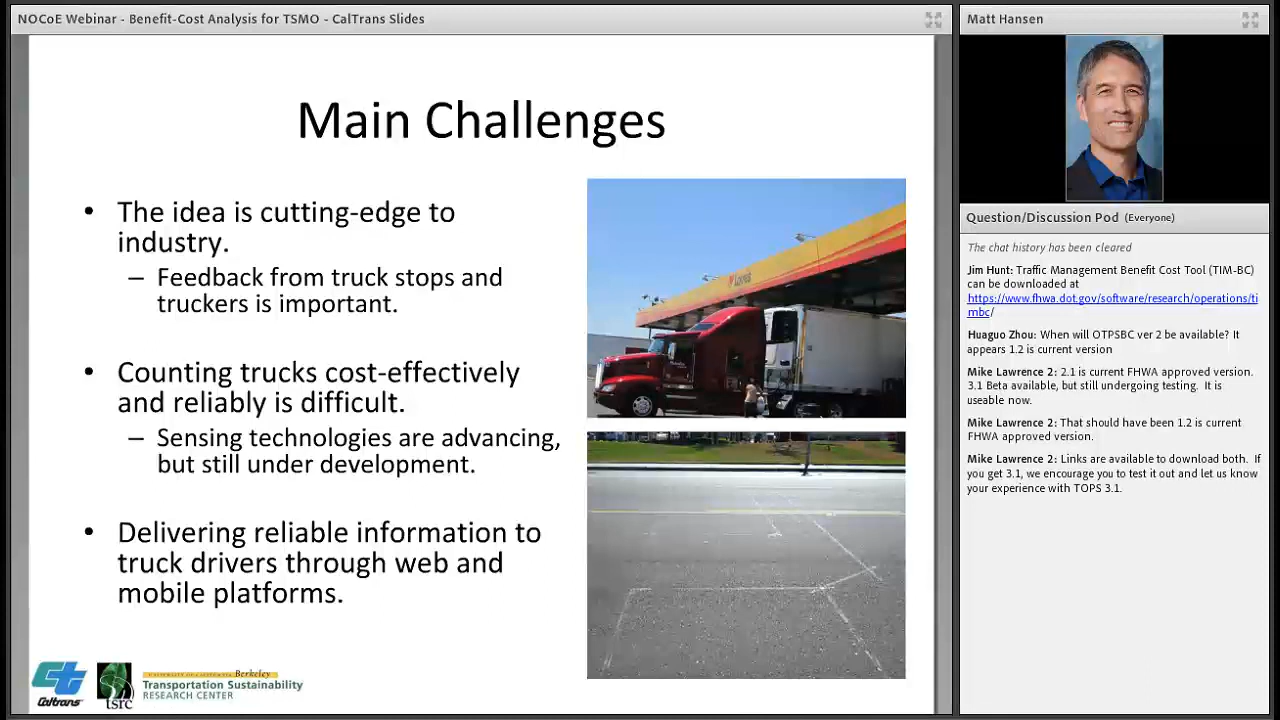 NOCoE Webinar - Benefit-Cost Analysis for TSMO - CalTrans Slides
Main Challenges
• The idea is cutting-edge to
industry.
– Feedback from truck stops and
truckers is important.
• Counting trucks cost-effectively
and reliably is difficult.
– Sensing technologies are advancing,
but still under development.
• Delivering reliable information to
truck drivers through web and
mobile platforms.
Love's
Caltrans
tsrc
UNIVERSITY OF CALIFORNIA Berkeley
Transportation Sustainability
RESEARCH CENTER
Matt Hansen
Question/Discussion Pod (Everyone)
The chat history has been cleared
Jim Hunt: Traffic Management Benefit Cost Tool (TIM-BC)
can be downloaded at
https://www.fhwa.dot.gov/software/research/operations/ti
mbc/
Huaguo Zhou: When will OTPSBC ver 2 be available? It
appears 1.2 is current version
Mike Lawrence 2: 2.1 is current FHWA approved version.
3.1 Beta available, but still undergoing testing. It is
useable now.
Mike Lawrence 2: That should have been 1.2 is current
FHWA approved version.
Mike Lawrence 2: Links are available to download both. If
you get 3.1, we encourage you to test it out and let us know
your experience with TOPS 3.1.